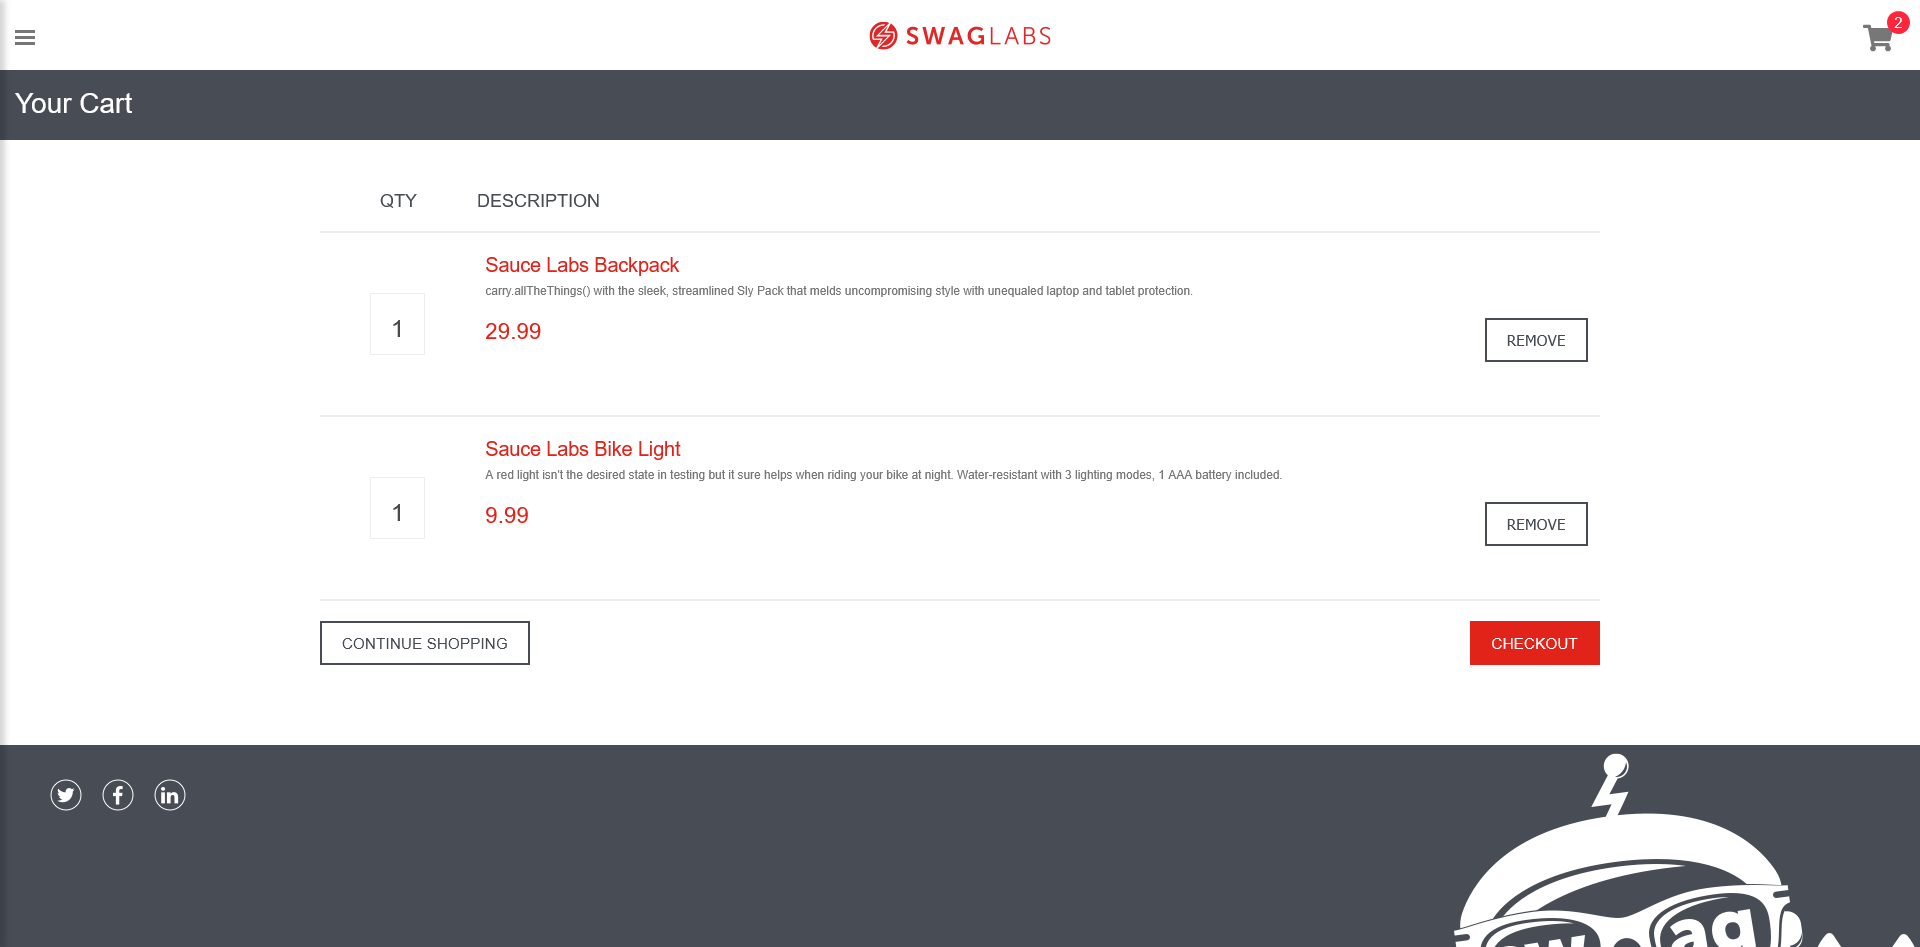 SWAGLABS
2
Your Cart
QTY DESCRIPTION
Sauce Labs Backpack
carry.allTheThings() with the sleek, streamlined Sly Pack that melds uncompromising style with unequaled laptop and tablet protection.
1
29.99
REMOVE
Sauce Labs Bike Light
A red light isn't the desired state in testing but it sure helps when riding your bike at night. Water-resistant with 3 lighting modes, 1 AAA battery included.
1
9.99
REMOVE
CONTINUE SHOPPING CHECKOUT